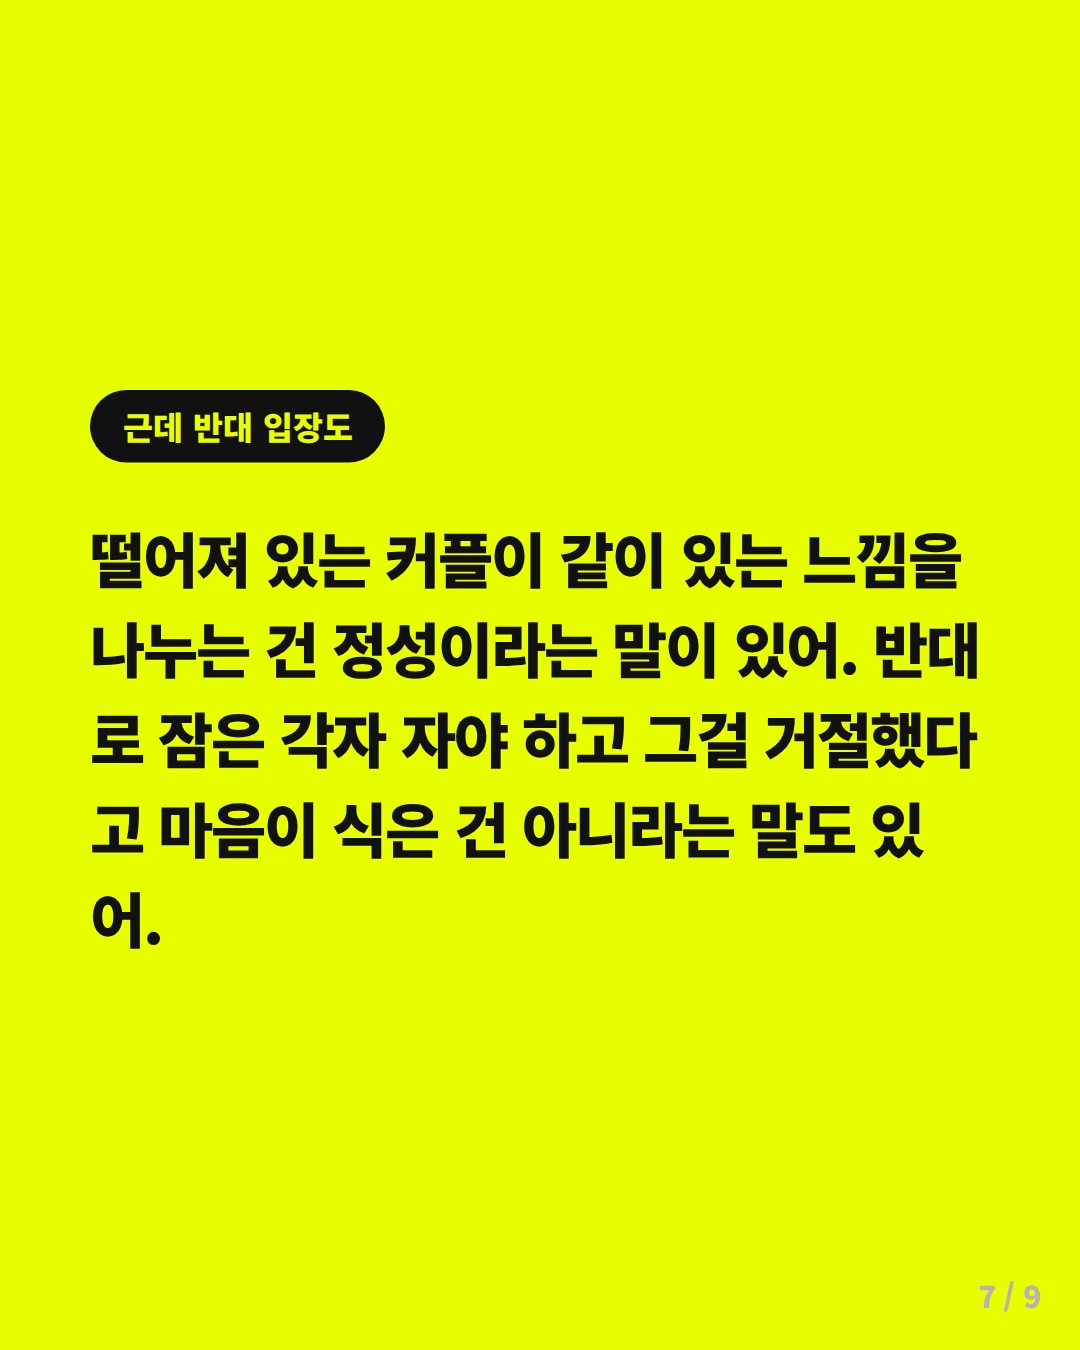 근데 반대 입장도
떨어져 있는 커플이 같이 있는 느낌을
나누는 건 정성이라는 말이 있어. 반대
로 잠은 각자 자야 하고 그걸 거절했다
고 마음이 식은 건 아니라는 말도 있
어.
7 / 9